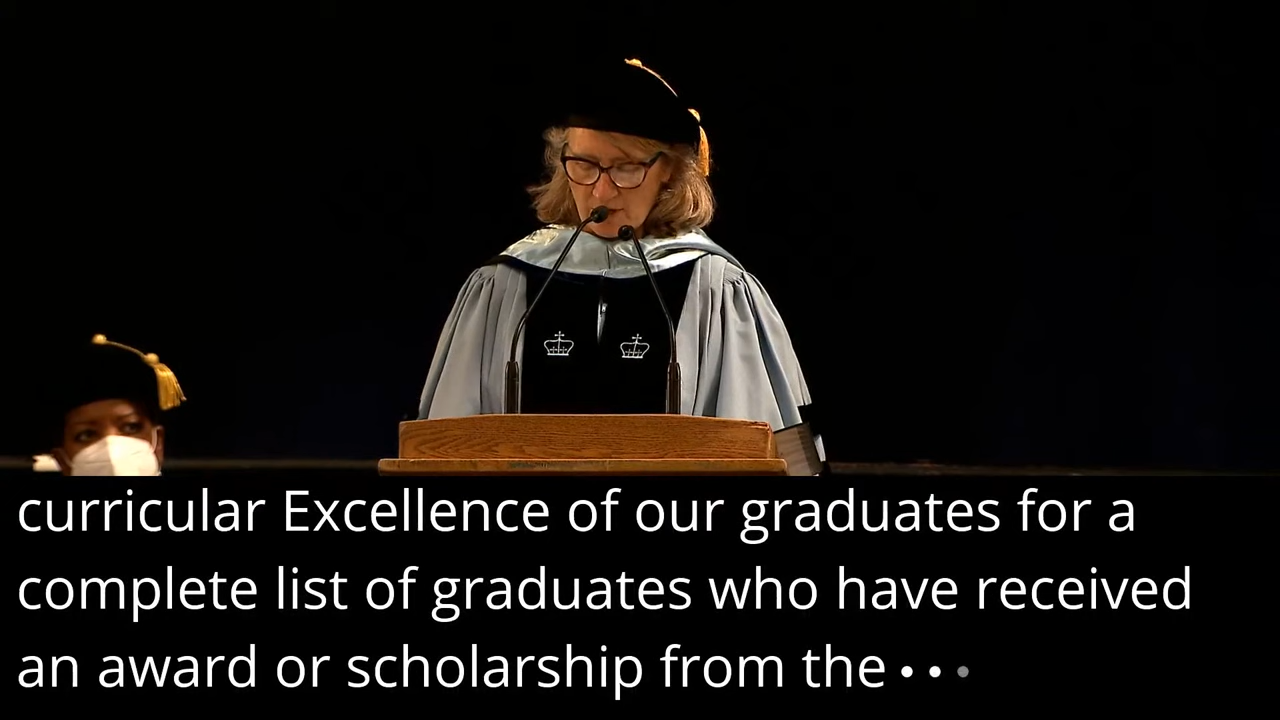 curricular Excellence of our graduates for a
complete list of graduates who have received
an award or scholarship from the •••